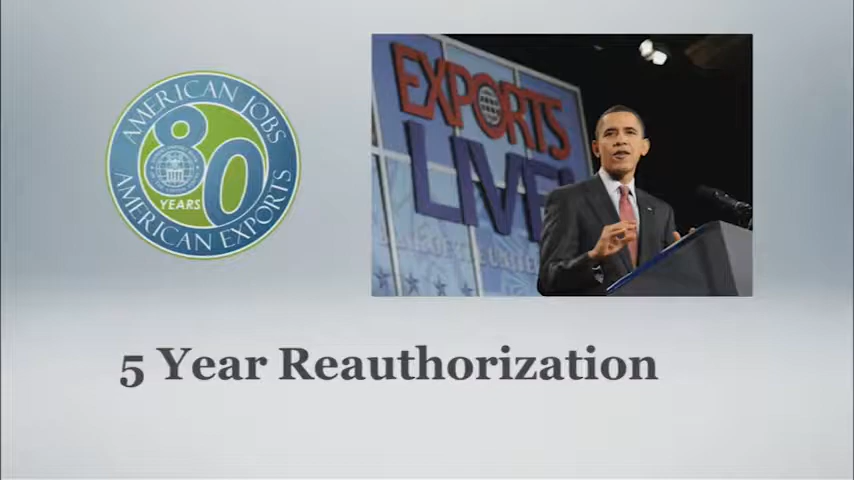 AMERICAN JOBS
80
YEARS
AMERICAN EXPORTS
EXPORTS
LIVE!
5 Year Reauthorization